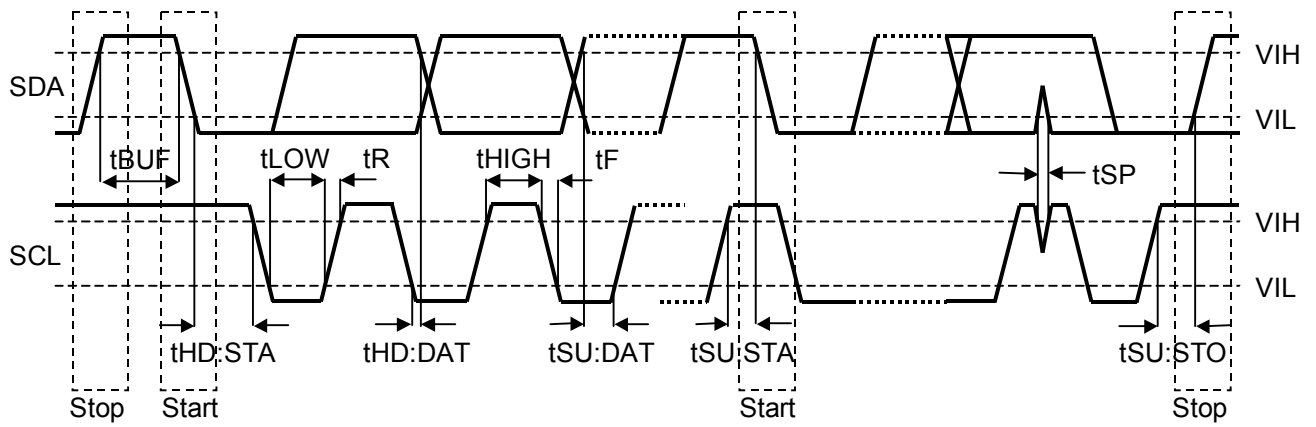 SDA
VIH
VIL
tBUF
tLOW
tR
tHIGH
tF
tSP
SCL
VIH
VIL
tHD:STA
tHD:DAT
tSU:DAT
tSU:STA
tSU:STO
Stop
Start
Start
Stop